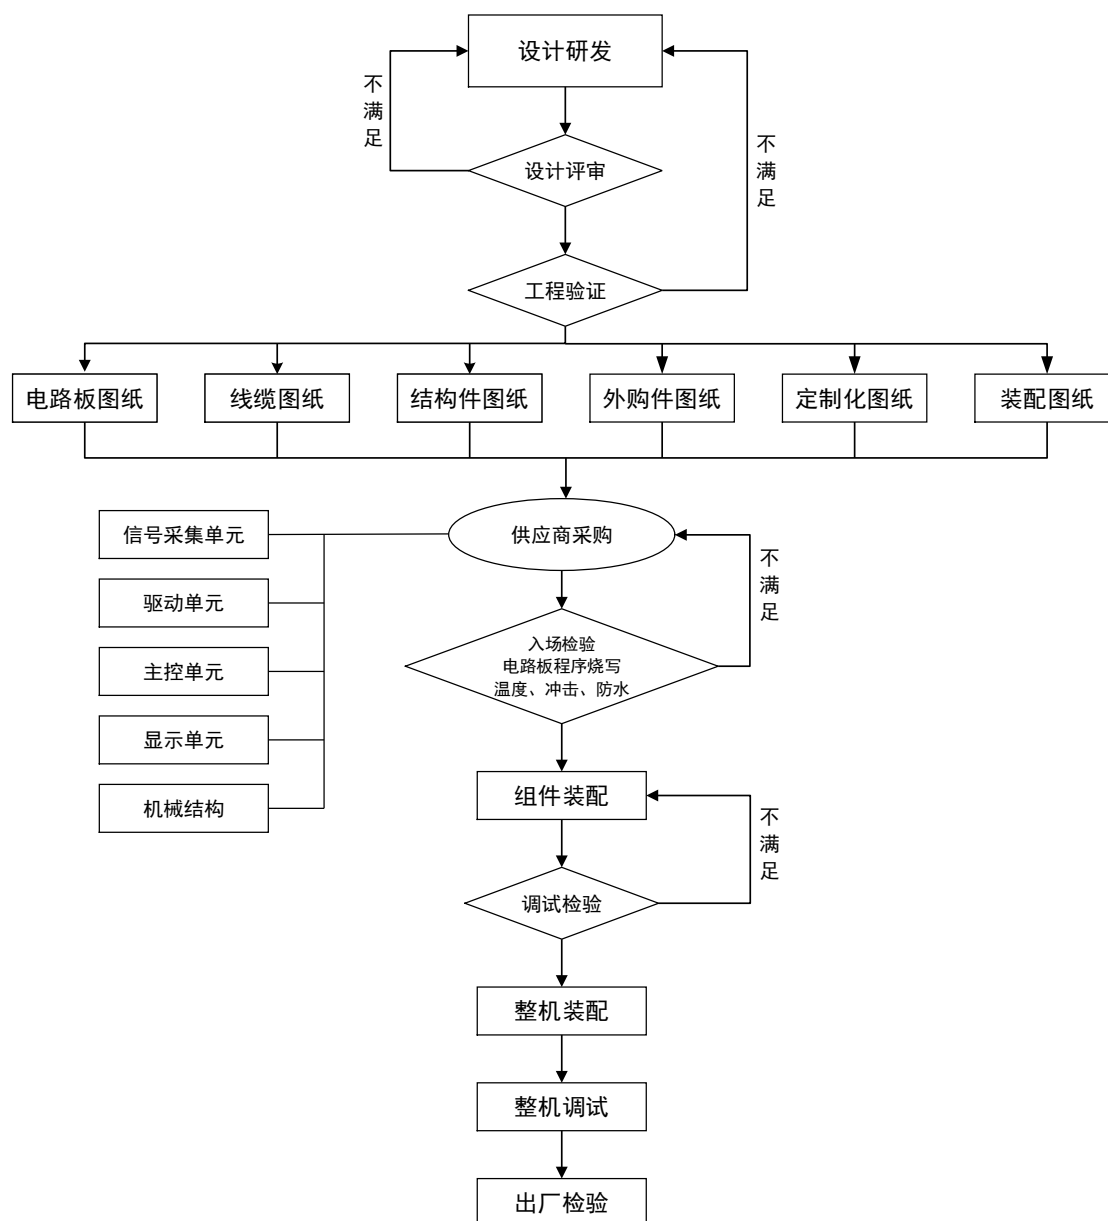 设计研发
不满足
设计评审
不满足
工程验证
电路板图纸
线缆图纸
结构件图纸
外购件图纸
定制化图纸
装配图纸
供应商采购
信号采集单元
驱动单元
主控单元
显示单元
机械结构
不满足
入场检验
电路板程序烧写
温度、冲击、防水
组件装配
不满足
调试检验
整机装配
整机调试
出厂检验